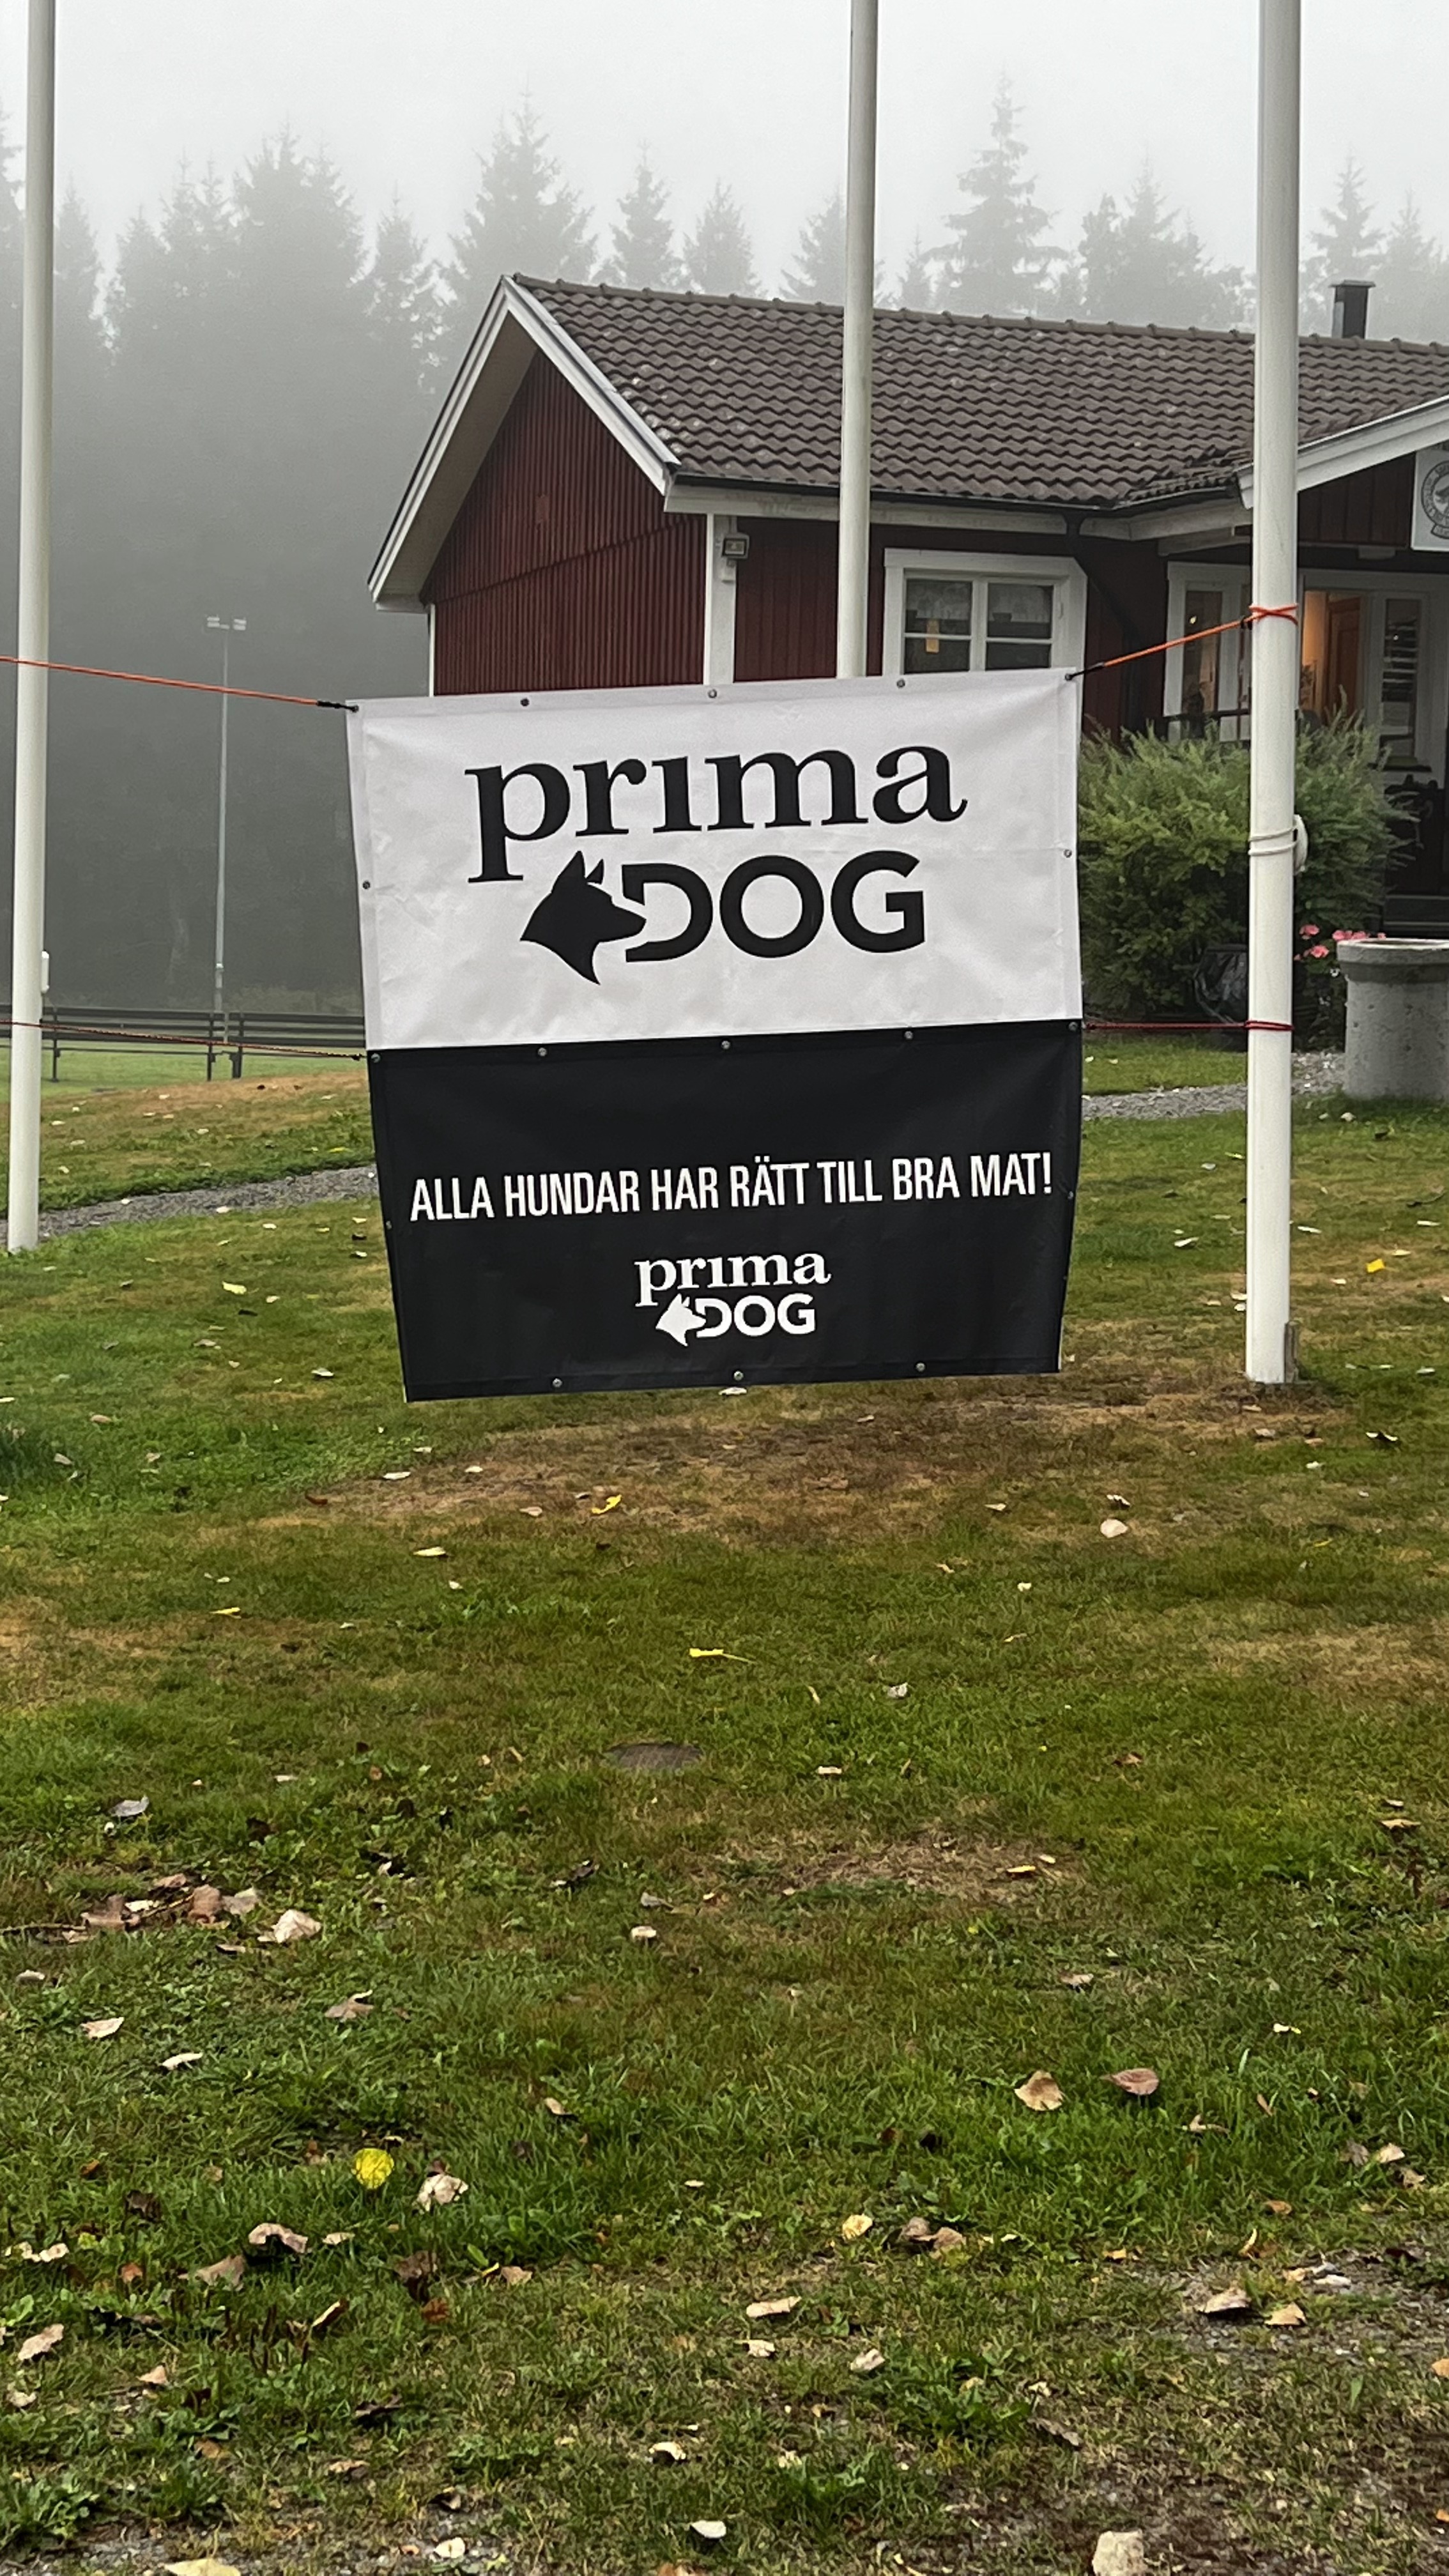 prima
DOG
ALLA HUNDAR HAR RÄTT TILL BRA MAT!
prima
DOG